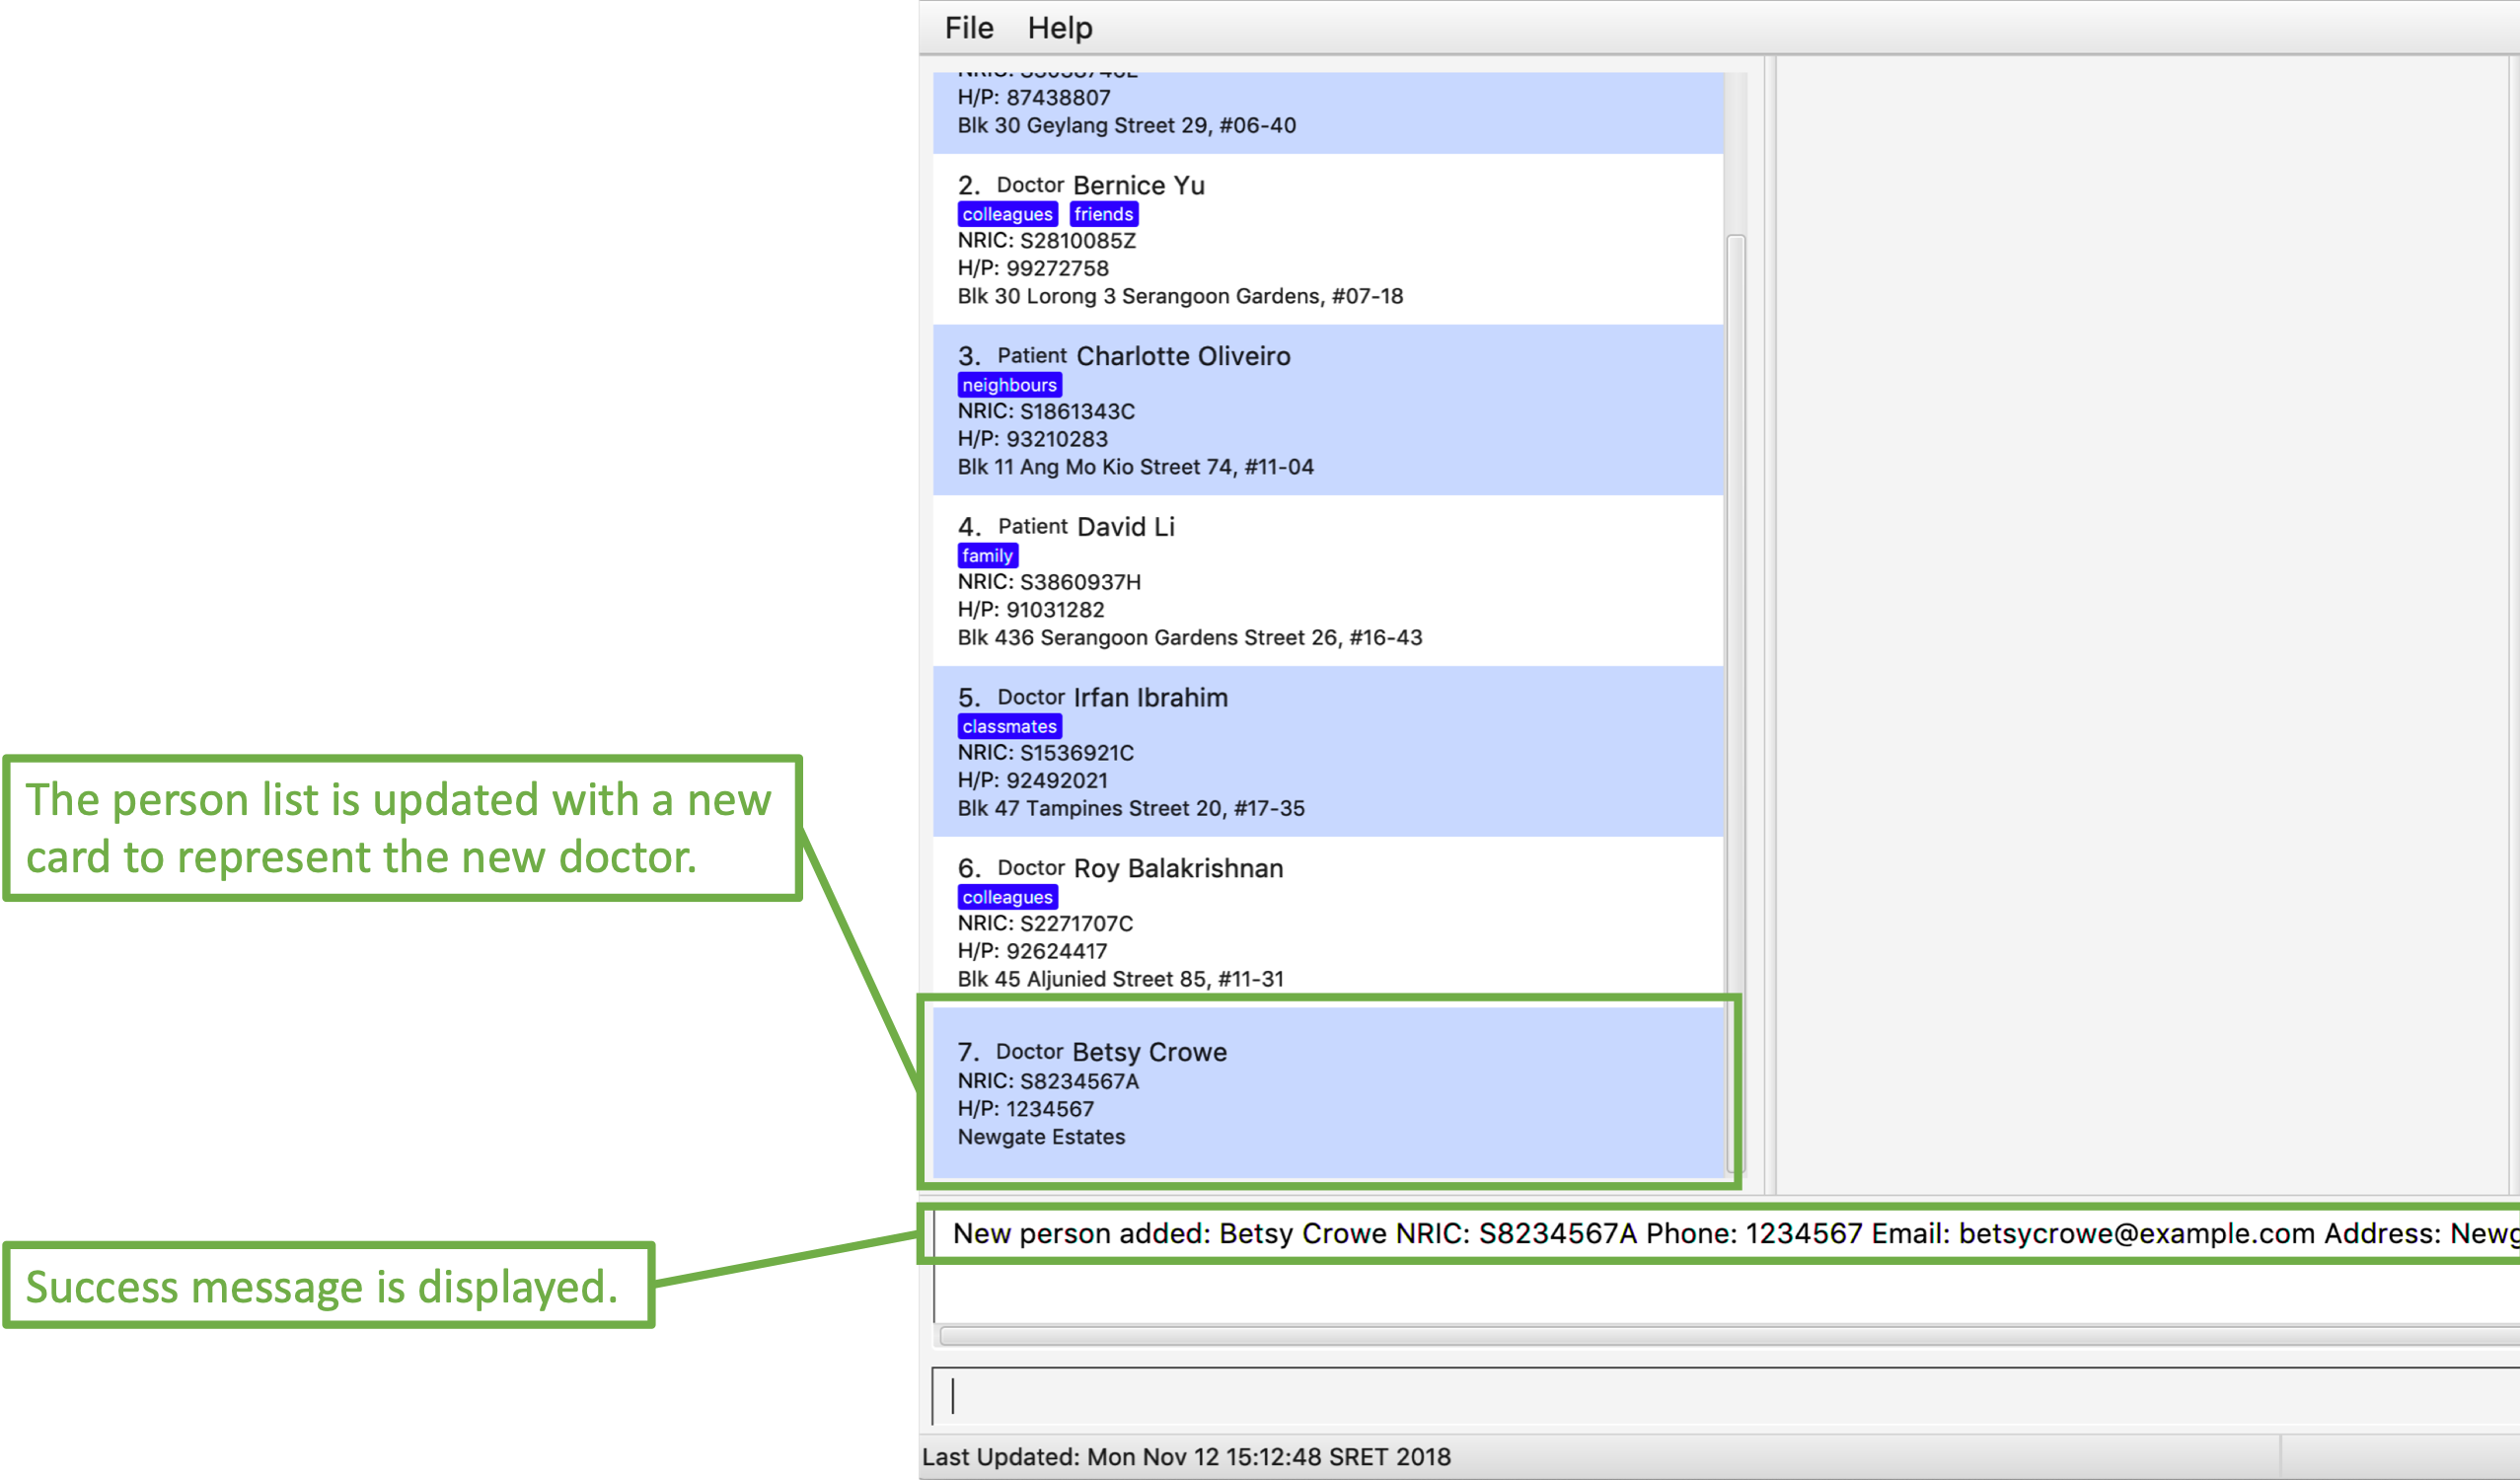 File Help
H/P: 87438807
Blk 30 Geylang Street 29, #06-40
2. Doctor Bernice Yu
colleagues friends
NRIC: S2810085Z
H/P: 99272758
Blk 30 Lorong 3 Serangoon Gardens, #07-18
3. Patient Charlotte Oliveiro
neighbours
NRIC: S1861343C
H/P: 93210283
Blk 11 Ang Mo Kio Street 74, #11-04
4. Patient David Li
family
NRIC: S3860937H
H/P: 91031282
Blk 436 Serangoon Gardens Street 26, #16-43
5. Doctor Irfan Ibrahim
classmates
NRIC: S1536921C
H/P: 92492021
Blk 47 Tampines Street 20, #17-35
The person list is updated with a new
card to represent the new doctor.
6. Doctor Roy Balakrishnan
colleagues
NRIC: S2271707C
H/P: 92624417
Blk 45 Aljunied Street 85, #11-31
7. Doctor Betsy Crowe
NRIC: S8234567A
H/P: 1234567
Newgate Estates
New person added: Betsy Crowe NRIC: S8234567A Phone: 1234567 Email: betsycrowe@example.com Address:
Success message is displayed.
Last Updated: Mon Nov 12 15:12:48 SRET 2018